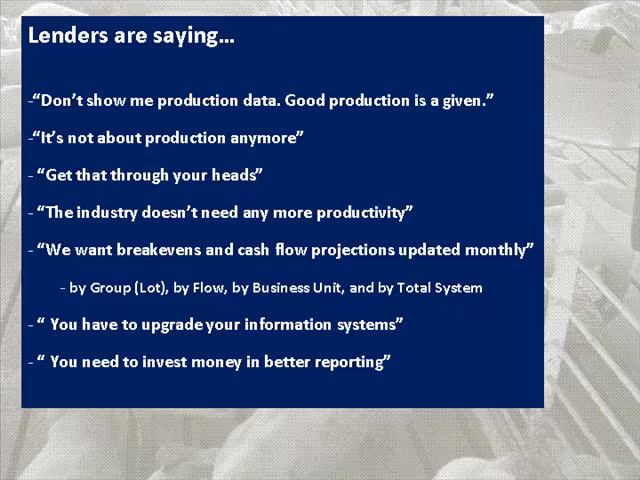 Lenders are saying…
-“Don’t show me production data. Good production is a given.”
-“It’s not about production anymore”
- “Get that through your heads”
- “The industry doesn’t need any more productivity”
- “We want breakevens and cash flow projections updated monthly”
- by Group (Lot), by Flow, by Business Unit, and by Total System
- “ You have to upgrade your information systems”
- “ You need to invest money in better reporting”